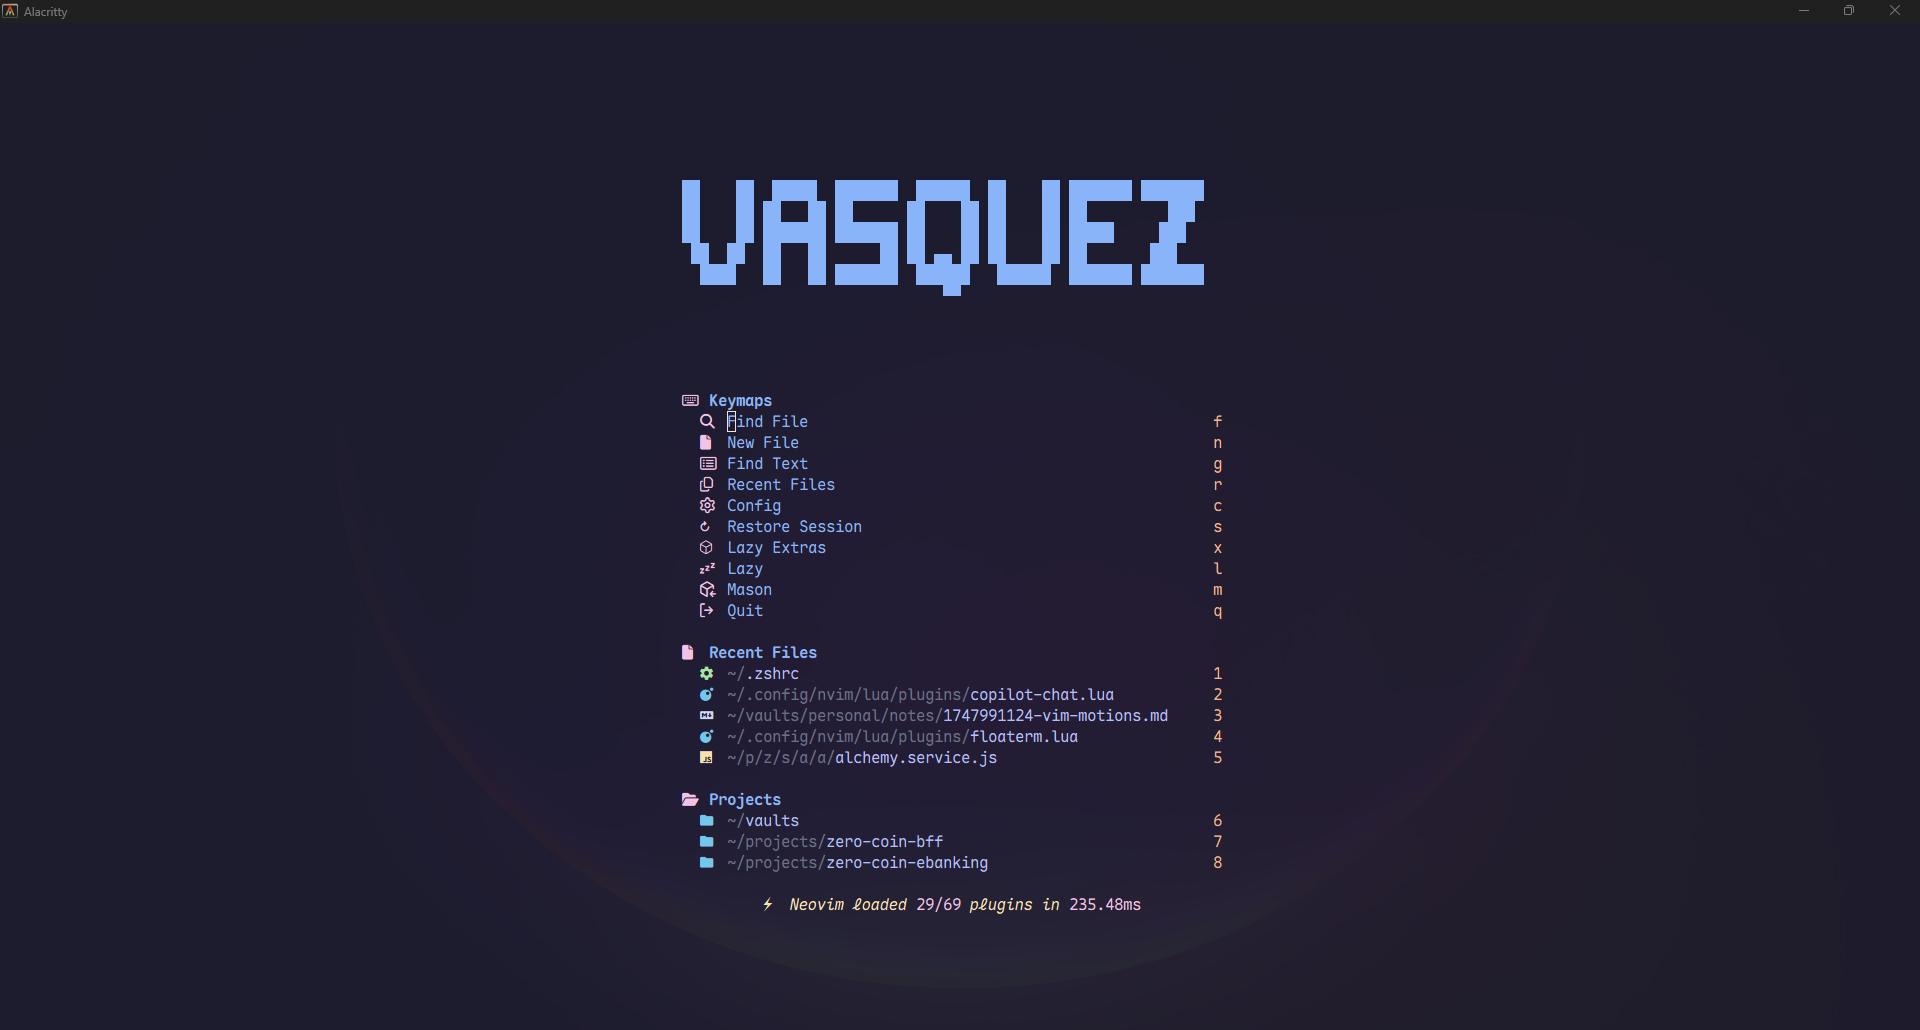 Alacritty
VASQUEZ
Keymaps
Find File f
New File n
Find Text g
Recent Files r
Config c
Restore Session s
Lazy Extras x
Lazy l
Mason m
Quit q
Recent Files
~/.zshrc 1
~/.config/nvim/lua/plugins/copilot-chat.lua 2
~/vaults/personal/notes/1747991124-vim-motions.md 3
~/.config/nvim/lua/plugins/floaterm.lua 4
~/p/z/s/a/a/alchemy.service.js 5
Projects
~/vaults 6
~/projects/zero-coin-bff 7
~/projects/zero-coin-ebanking 8
⚡ Neovim loaded 29/69 plugins in 235.48ms